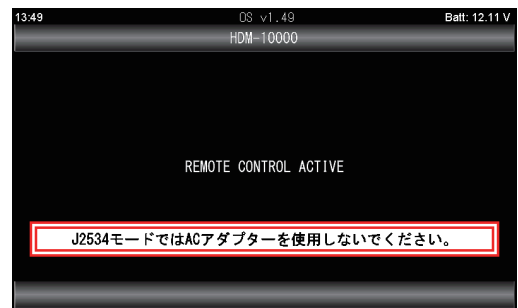 13:49 OS v1.49 Batt: 12.11 V
HDM-10000
REMOTE CONTROL ACTIVE
J2534モードではACアダプターを使用しないでください。